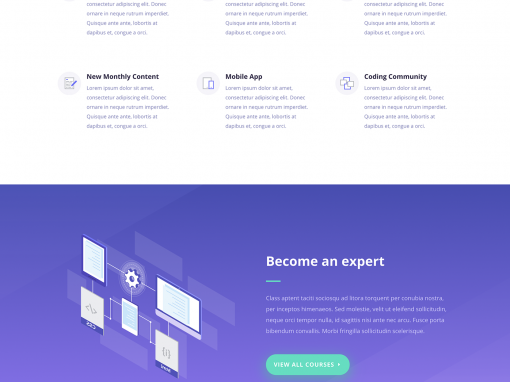 consectetur adipiscing elit. Donec
ornare in neque rutrum imperdiet.
Quisque ante ante, lobortis at
dapibus et, congue a orci.
consectetur adipiscing elit. Donec
ornare in neque rutrum imperdiet.
Quisque ante ante, lobortis at
dapibus et, congue a orci.
consectetur adipiscing elit. Donec
ornare in neque rutrum imperdiet.
Quisque ante ante, lobortis at
dapibus et, congue a orci.
New Monthly Content
Lorem ipsum dolor sit amet,
consectetur adipiscing elit. Donec
ornare in neque rutrum imperdiet.
Quisque ante ante, lobortis at
dapibus et, congue a orci.
Mobile App
Lorem ipsum dolor sit amet,
consectetur adipiscing elit. Donec
ornare in neque rutrum imperdiet.
Quisque ante ante, lobortis at
dapibus et, congue a orci.
Coding Community
Lorem ipsum dolor sit amet,
consectetur adipiscing elit. Donec
ornare in neque rutrum imperdiet.
Quisque ante ante, lobortis at
dapibus et, congue a orci.
Become an expert
Class aptent taciti sociosqu ad litora torquent per conubia nostra,
per inceptos himenaeos. Sed molestie, velit ut eleifend sollicitudin,
neque orci tempor nulla, id sagittis nisi ante nec arcu. Fusce porta
bibendum convallis. Morbi fringilla sollicitudin scelerisque.
VIEW ALL COURSES